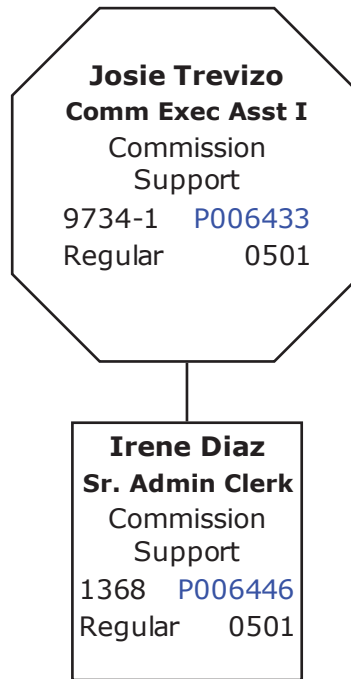 Josie Trevizo
Comm Exec Asst I
Commission
Support
9734-1 P006433
Regular 0501
Irene Diaz
Sr. Admin Clerk
Commission
Support
1368 P006446
Regular 0501